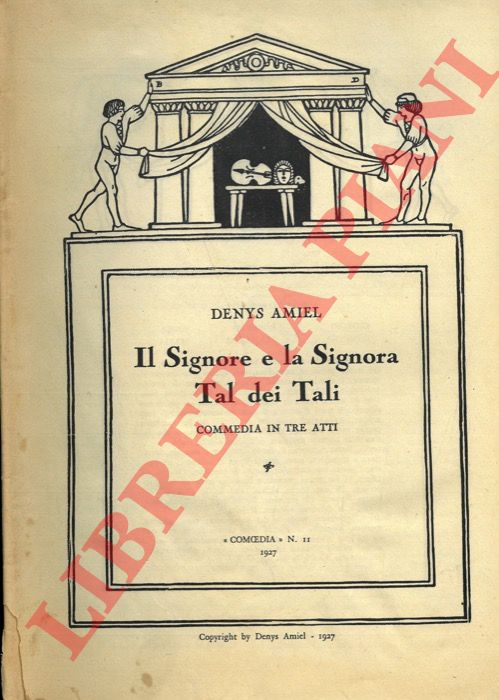 B D
DENYS AMIEL
Il Signore e la Signora
Tal dei Tali
COMMEDIA IN TRE ATTI
« COMŒDIA » N. 11
1927
Copyright by Denys Amiel - 1927
LIBRERIA PIANI